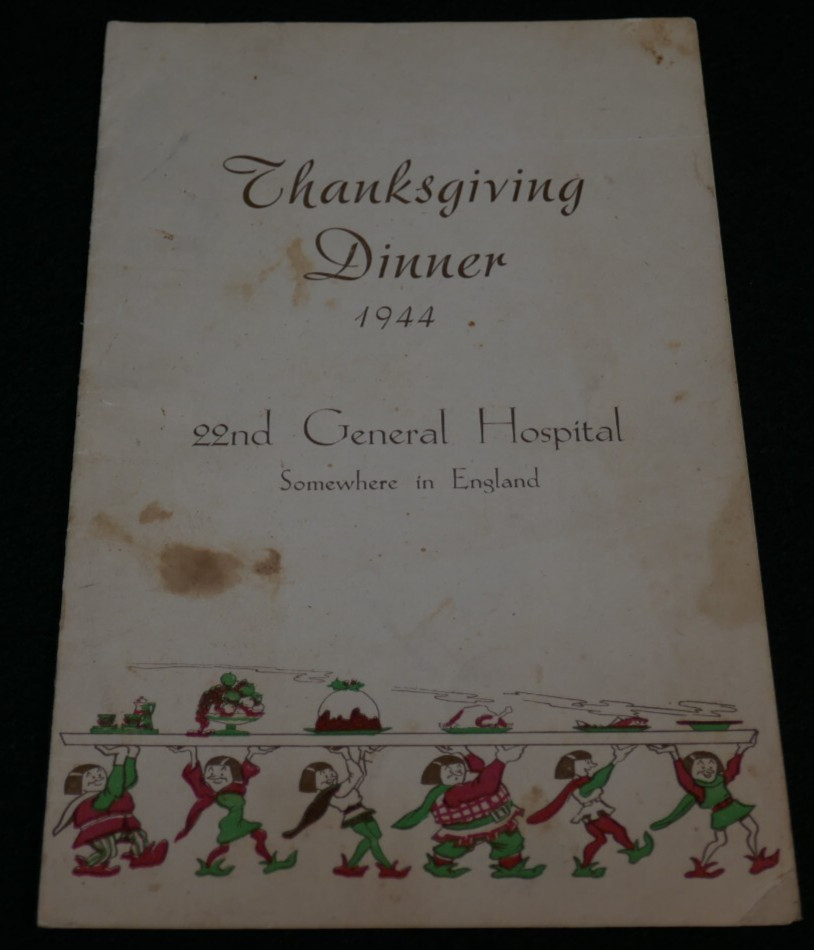 Thanksgiving
Dinner
1944
22nd General Hospital
Somewhere in England